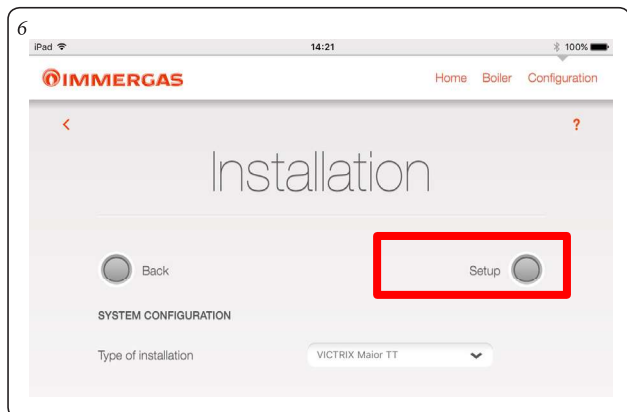 6
iPad 14:21 100%
IMMERGAS Home Boiler Configuration
< ?
Installation
Back Setup
SYSTEM CONFIGURATION
Type of installation VICTRIX Maior TT